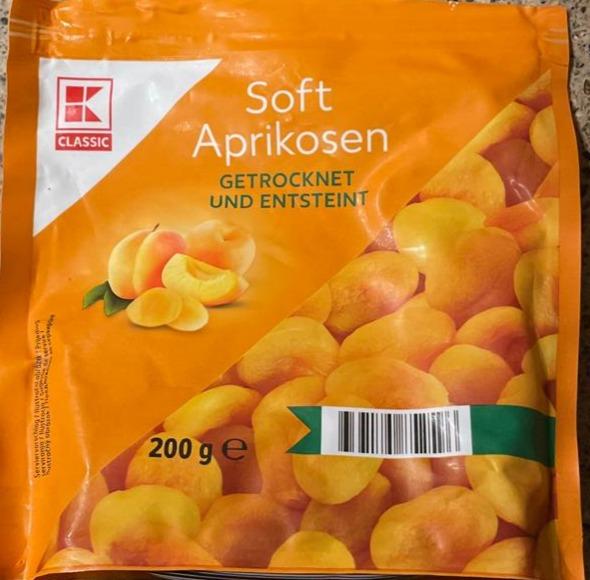 K
CLASSIC
Soft
Aprikosen
GETROCKNET
UND ENTSTEINT
200 g ℮